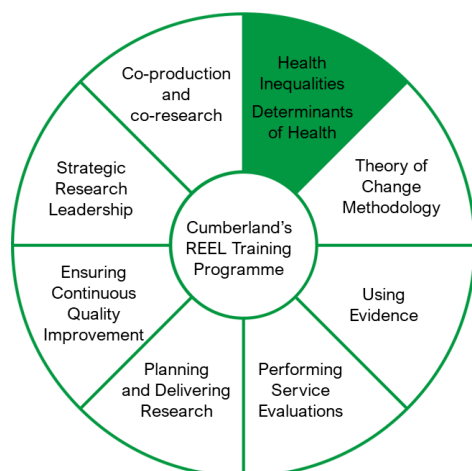 Health
Inequalities
Determinants
of Health
Theory of
Change
Methodology
Using
Evidence
Performing
Service
Evaluations
Planning
and Delivering
Research
Ensuring
Continuous
Quality
Improvement
Strategic
Research
Leadership
Co-production
and
co-research
Cumberland’s
REEL Training
Programme